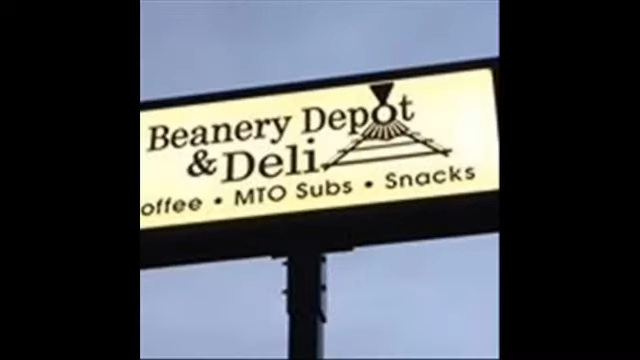 Beanery Depot
& Deli
offee • MTO Subs • Snacks